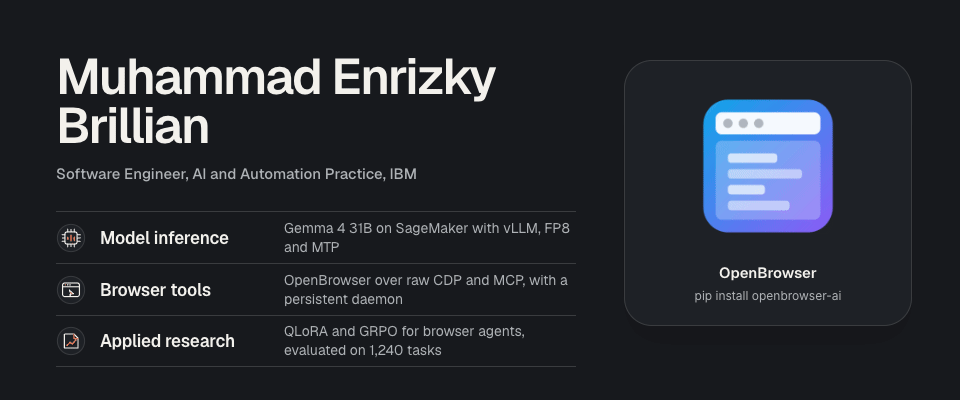 Muhammad Enrizky
Brillian
Software Engineer, AI and Automation Practice, IBM
Model inference
Gemma 4 31B on SageMaker with vLLM, FP8
and MTP
Browser tools
OpenBrowser over raw CDP and MCP, with a
persistent daemon
Applied research
QLoRA and GRPO for browser agents,
evaluated on 1,240 tasks
OpenBrowser
pip install openbrowser-ai